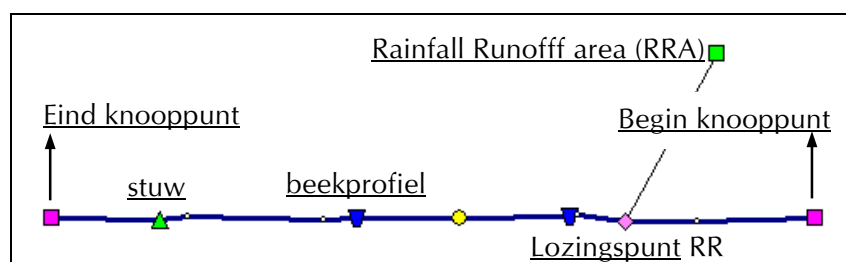 Rainfall Runofff area (RRA)
Eind knooppunt
Begin knooppunt
stuw
beekprofiel
Lozingspunt RR